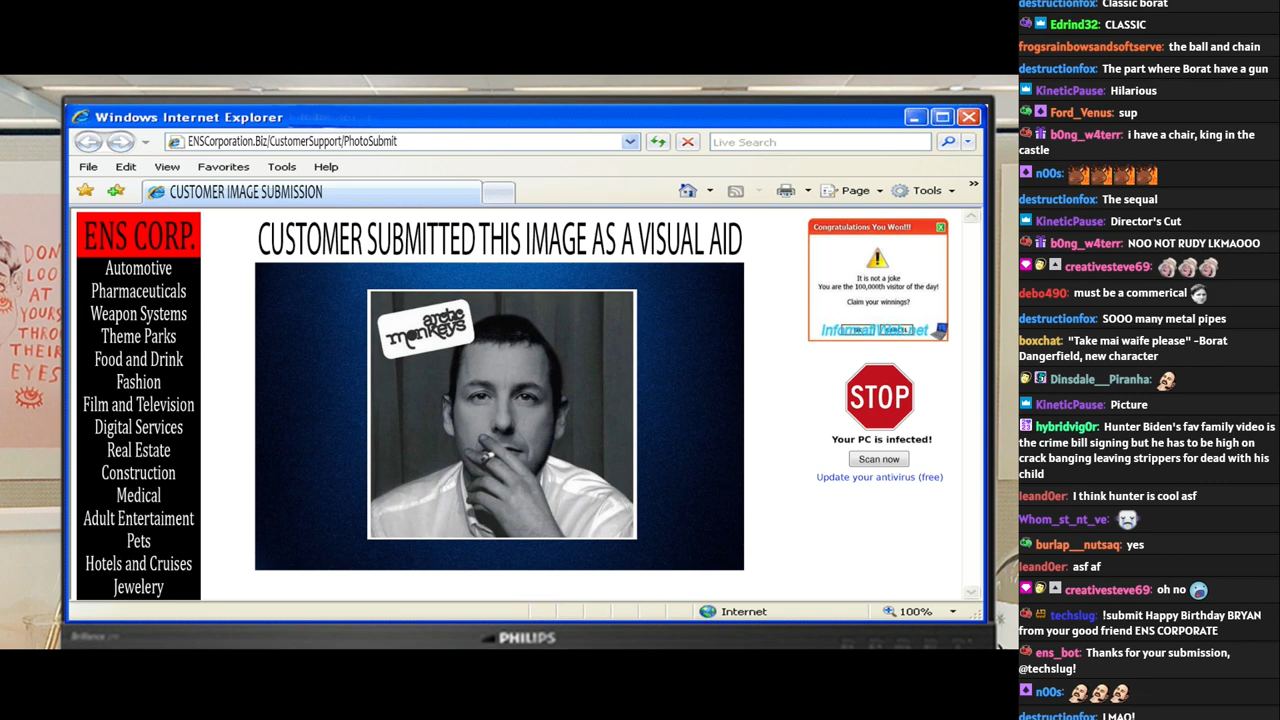 Windows Internet Explorer
ENSCorporation.Biz/CustomerSupport/PhotoSubmit
Live Search
File Edit View Favorites Tools Help
CUSTOMER IMAGE SUBMISSION
Page
Tools
ENS CORP.
Automotive
Pharmaceuticals
Weapon Systems
Theme Parks
Food and Drink
Fashion
Film and Television
Digital Services
Real Estate
Construction
Medical
Adult Entertaiment
Pets
Hotels and Cruises
Jewelery
CUSTOMER SUBMITTED THIS IMAGE AS A VISUAL AID
arctic
monkeys
Congratulations You Won!!!
It is not a joke
You are the 100,000th visitor of the day!
Claim your winnings?
STOP
Your PC is infected!
Scan now
Update your antivirus (free)
Internet
100%
PHILIPS
DON
LOO
AT
YOURS
THRO
THEIR
EYES
destructionfox: Classic borat
Edrind32: CLASSIC
frogsrainbowsandsoftserve: the ball and chain
destructionfox: The part where Borat have a gun
KineticPause: Hilarious
Ford_Venus: sup
b0ng_w4terr: i have a chair, king in the
castle
n00s:
destructionfox: The sequal
KineticPause: Director's Cut
b0ng_w4terr: NOO NOT RUDY LKMAOOO
creativesteve69:
debo490: must be a commerical
destructionfox: SOOO many metal pipes
boxchat: "Take mai waife please" -Borat
Dangerfield, new character
Dinsdale__Piranha:
KineticPause: Picture
hybridvig0r: Hunter Biden's fav family video is
the crime bill signing but he has to be high on
crack banging leaving strippers for dead with his
child
leand0er: I think hunter is cool asf
Whom_st_nt_ve:
burlap__nutsaq: yes
leand0er: asf af
creativesteve69: oh no
techslug: !submit Happy Birthday BRYAN
from your good friend ENS CORPORATE
ens_bot: Thanks for your submission,
@techslug!
n00s:
destructionfox: LMAO!